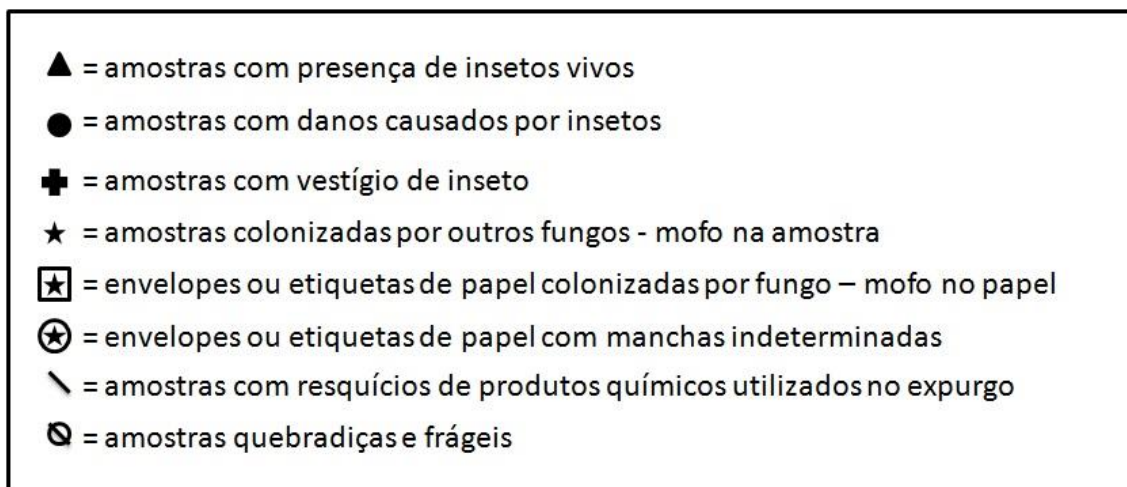 ▲ = amostras com presença de insetos vivos
● = amostras com danos causados por insetos
✚ = amostras com vestígio de inseto
★ = amostras colonizadas por outros fungos - mofo na amostra
= envelopes ou etiquetas de papel colonizadas por fungo – mofo no papel
= envelopes ou etiquetas de papel com manchas indeterminadas
\ = amostras com resquícios de produtos químicos utilizados no expurgo
= amostras quebradiças e frágeis